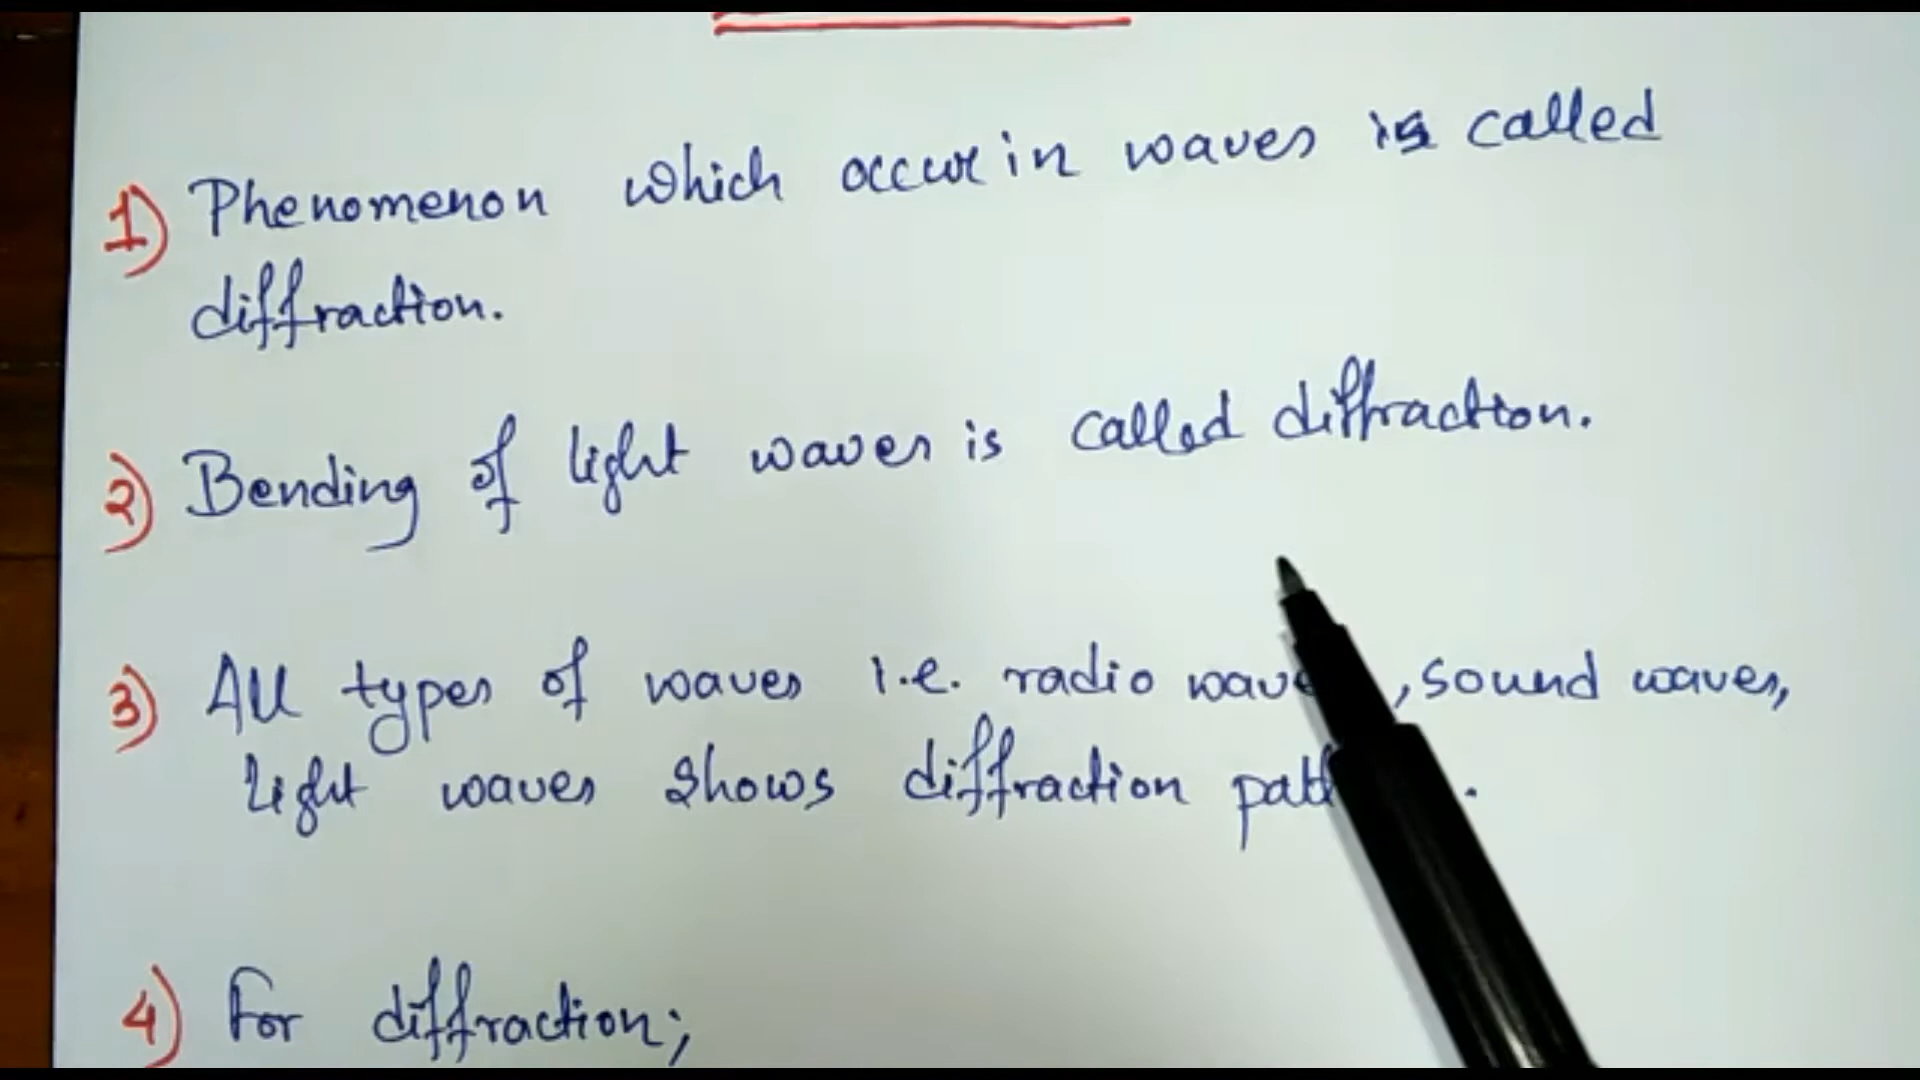 1) Phenomenon which occur in waves is called
diffraction.
2) Bending of light waves is called diffraction.
3) All types of waves i.e. radio , sound waves,
light waves shows diffraction .
4) For diffraction;